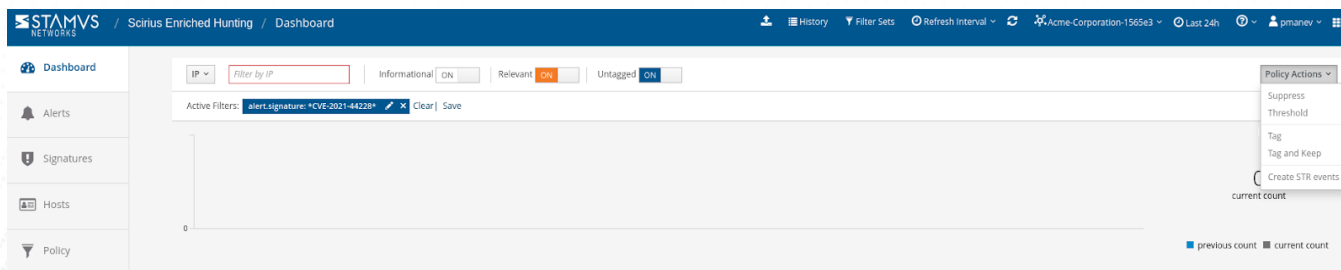 STAMVS / Scirius Enriched Hunting / Dashboard History Filter Sets Refresh Interval Acme-Corporation-1565e3 Last 24h pmanev
NETWORKS
Dashboard
IP Filter by IP Informational ON Relevant ON Untagged ON Policy Actions
Active Filters: alert.signature: *CVE-2021-44228* Clear| Save
Suppress
Threshold
Alerts
Tag
Tag and Keep
Signatures
Create STR events
current count
Hosts
0
previous count current count
Policy